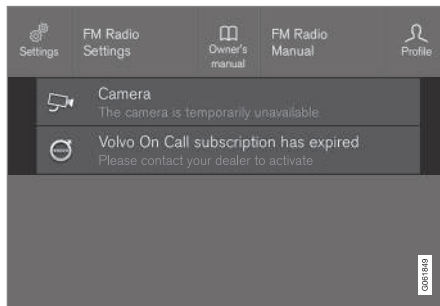 Settings
FM Radio
Settings
Owner's
manual
FM Radio
Manual
Profile
Camera
The camera is temporarily unavailable
Volvo On Call subscription has expired
Please contact your dealer to activate
G061849